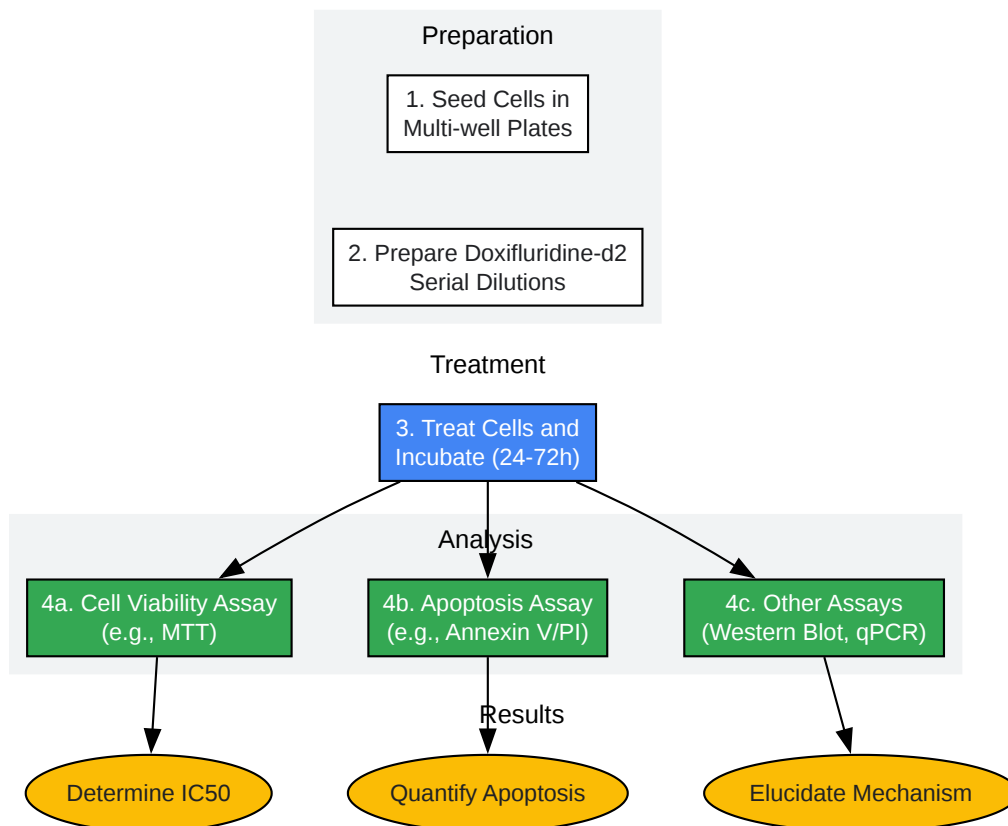 Preparation
1. Seed Cells in
Multi-well Plates
2. Prepare Doxifluridine-d2
Serial Dilutions
Treatment
3. Treat Cells and
Incubate (24-72h)
Analysis
4a. Cell Viability Assay
(e.g., MTT)
4b. Apoptosis Assay
(e.g., Annexin V/PI)
4c. Other Assays
(Western Blot, qPCR)
Results
Determine IC50
Quantify Apoptosis
Elucidate Mechanism